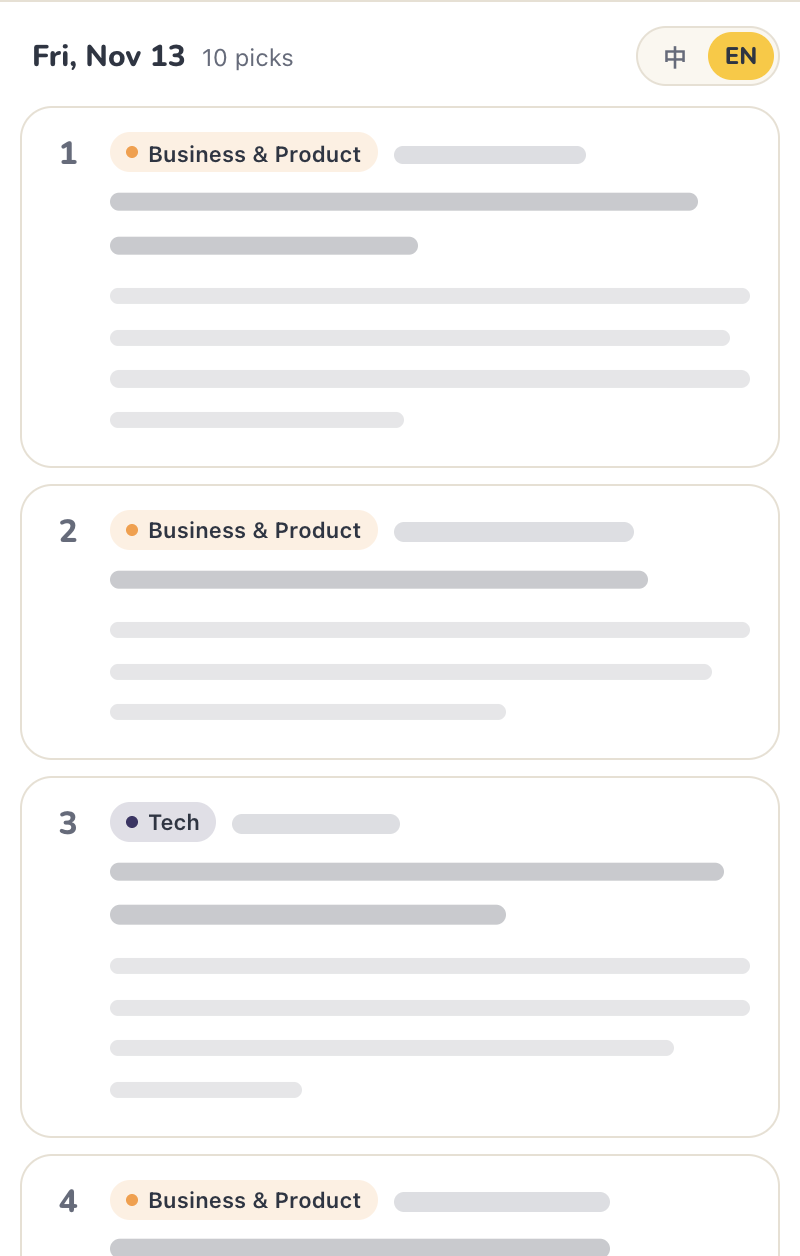 Fri, Nov 13 10 picks 中 EN
1 Business & Product
2 Business & Product
3 Tech
4 Business & Product